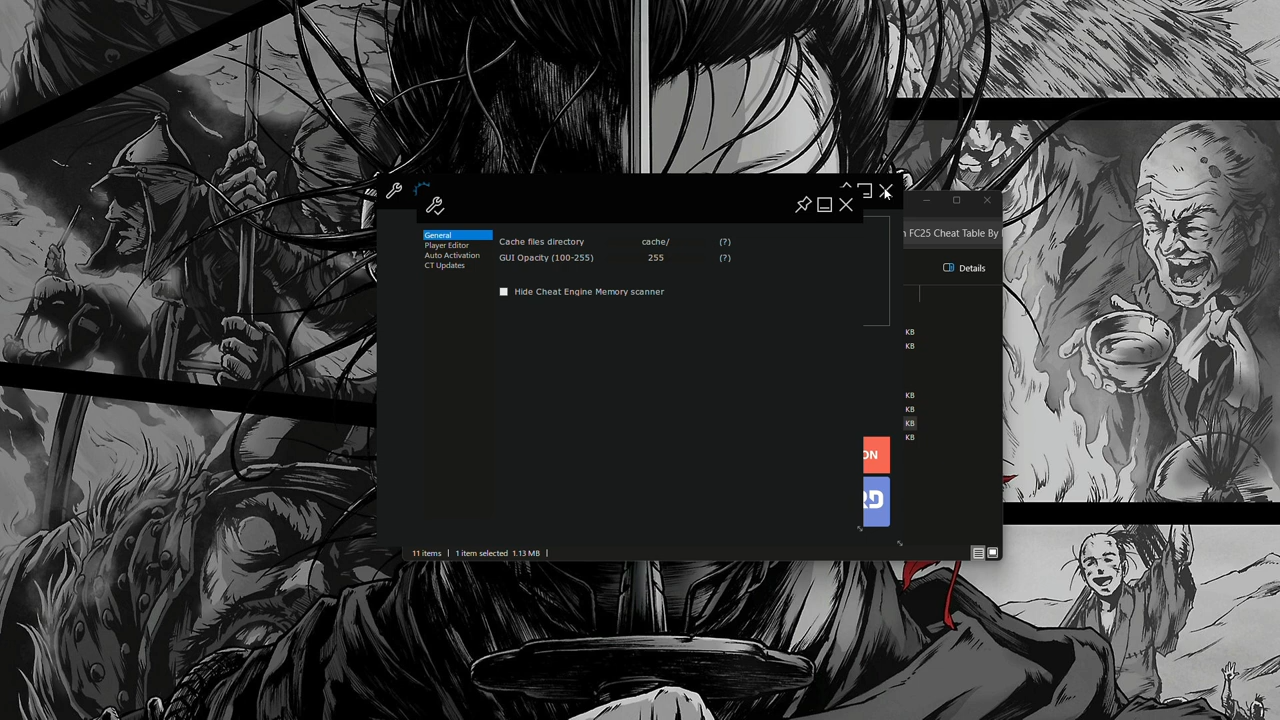 FC25 Cheat Table By
General
Player Editor
Auto Activation
CT Updates
Cache files directory cache/ (?)
GUI Opacity (100-255) 255 (?)
Hide Cheat Engine Memory scanner
Details
KB
KB
KB
KB
KB
KB
ON
RD
11 items | 1 item selected 1.13 MB |